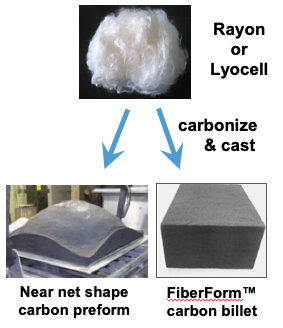 Rayon
or
Lyocell
carbonize
& cast
Near net shape
carbon preform
FiberForm™
carbon billet